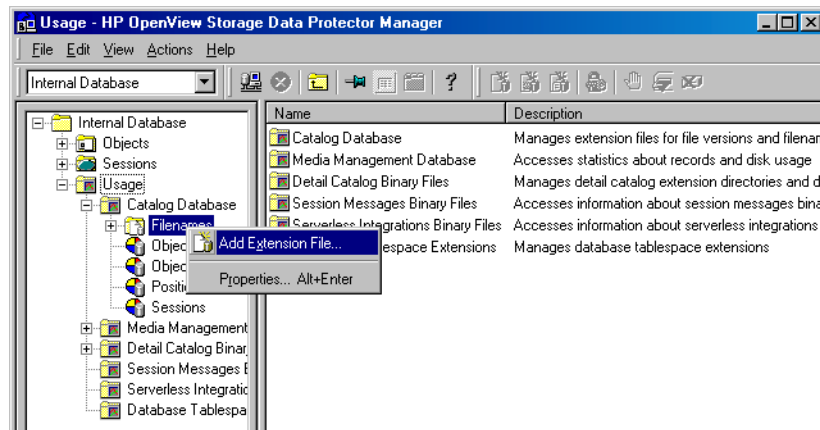 Usage - HP OpenView Storage Data Protector Manager
File Edit View Actions Help
Internal Database
Name Description
Internal Database
Objects
Sessions
Usage
Catalog Database
Filenames
Media Management
Detail Catalog Binar
Session Messages B
Serverless Integratio
Database Tablespa
Objec
Objec
Positi
Sessions
Add Extension File...
Properties... Alt+Enter
Catalog Database Manages extension files for file versions and filenar
Media Management Database Accesses statistics about records and disk usage
Detail Catalog Binary Files Manages detail catalog extension directories and d
Session Messages Binary Files Accesses information about session messages bina
Serverless Integrations Binary Files Accesses information about serverless integrations
espace Extensions Manages database tablespace extensions